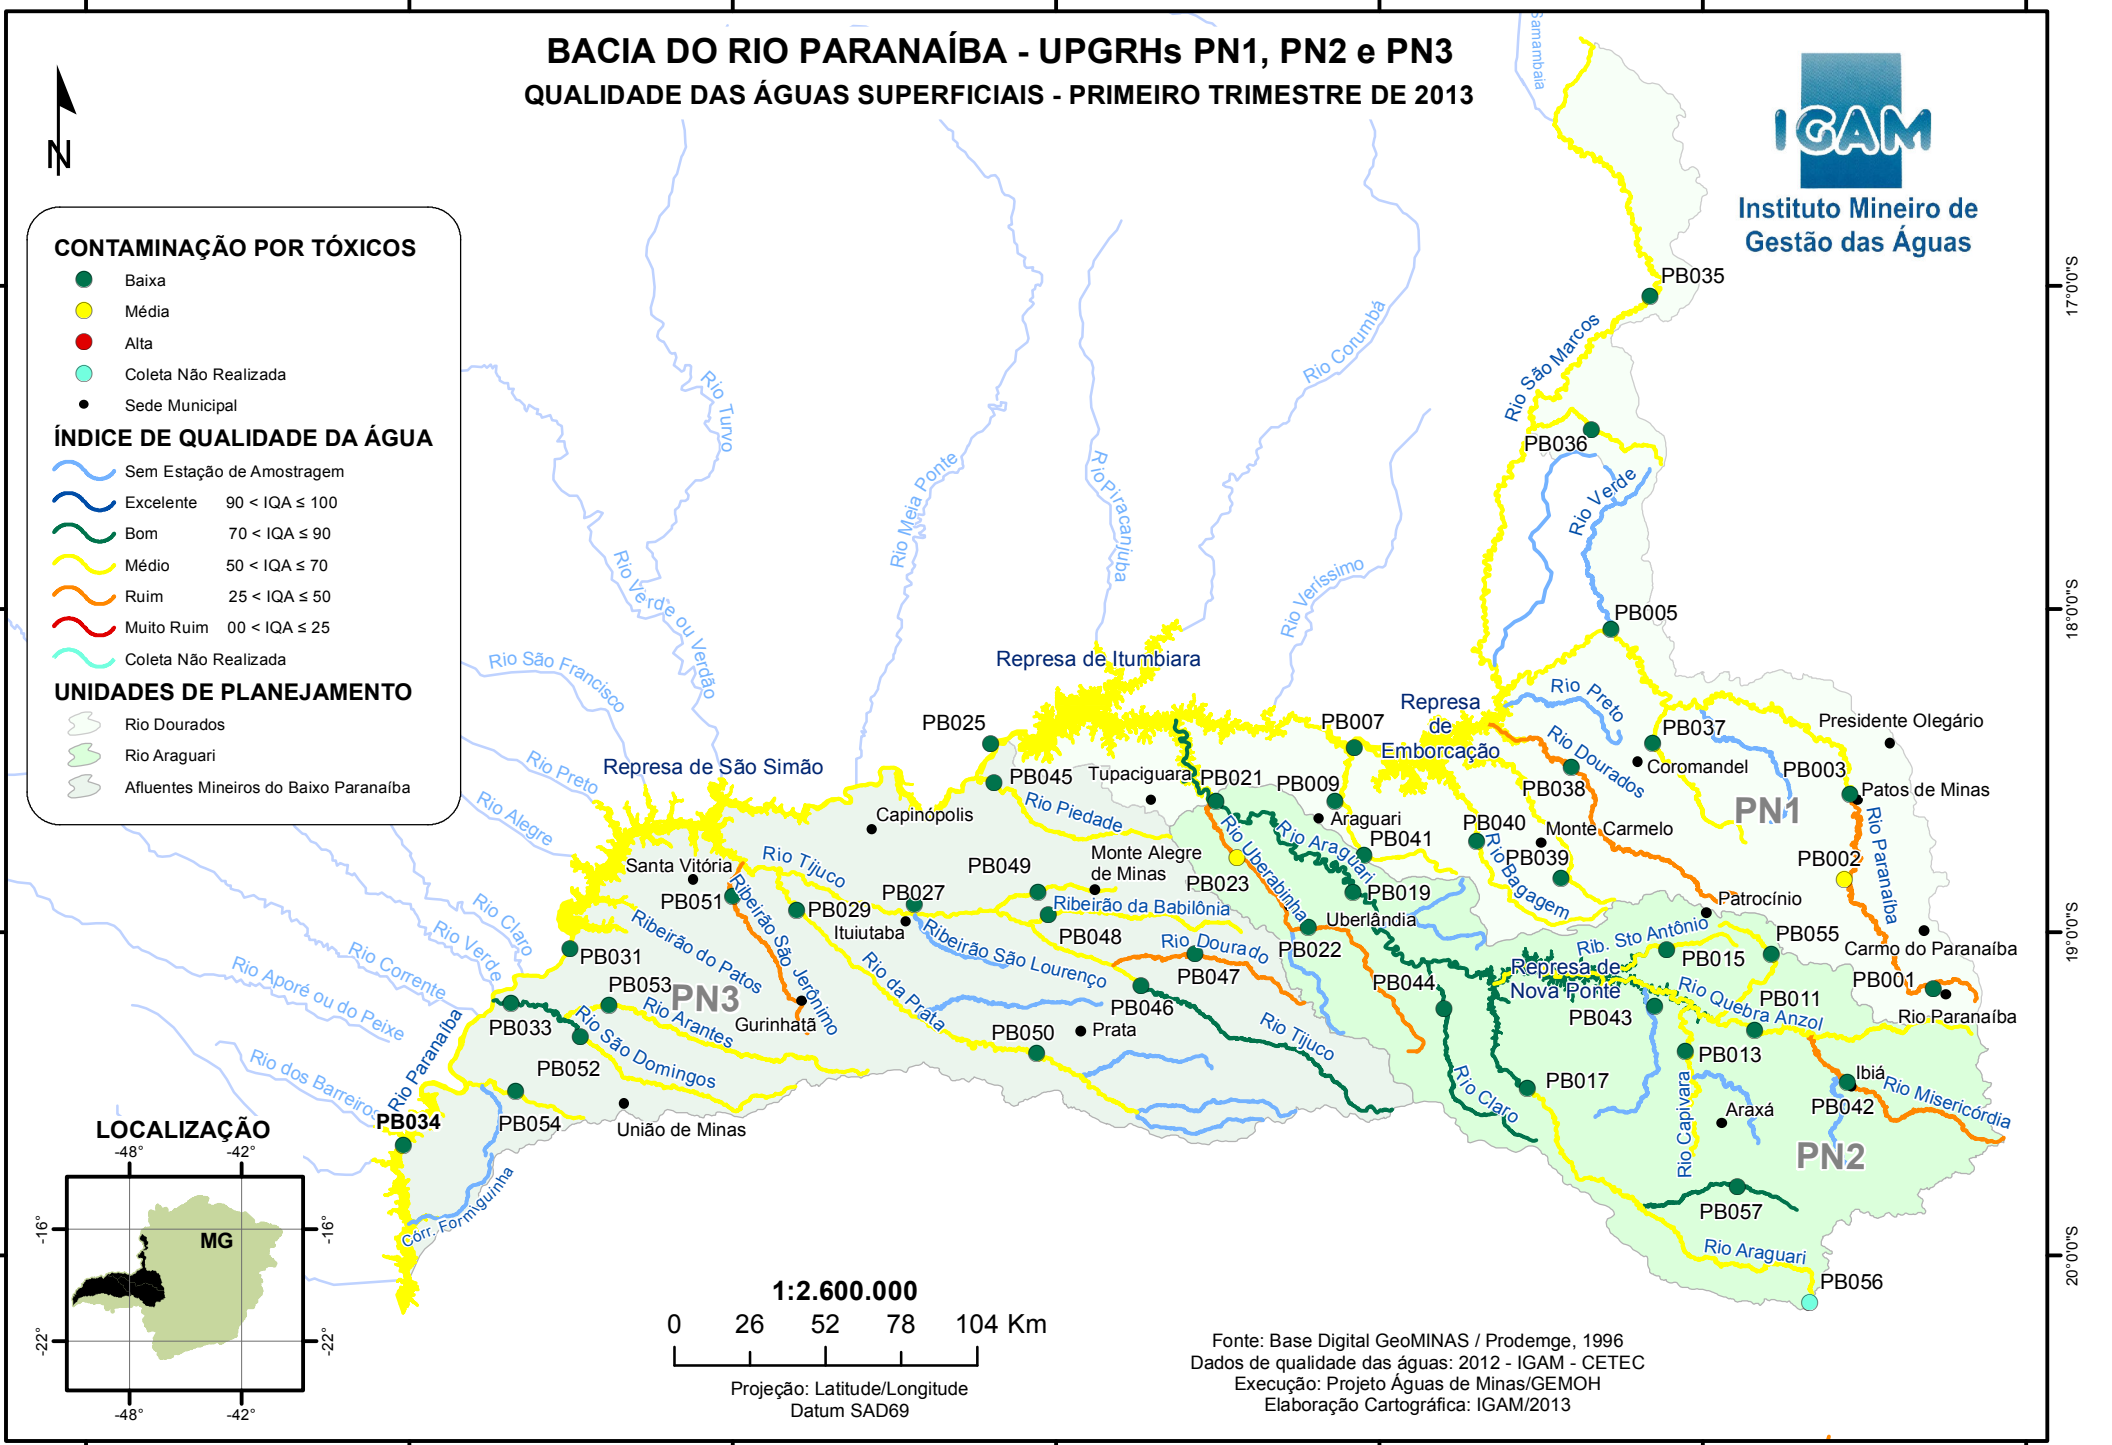 BACIA DO RIO PARANAÍBA - UPGRHs PN1, PN2 e PN3
QUALIDADE DAS ÁGUAS SUPERFICIAIS - PRIMEIRO TRIMESTRE DE 2013
N
IGAM
Instituto Mineiro de
Gestão das Águas
CONTAMINAÇÃO POR TÓXICOS
Baixa
Média
Alta
Coleta Não Realizada
Sede Municipal
ÍNDICE DE QUALIDADE DA ÁGUA
Sem Estação de Amostragem
Excelente 90 < IQA ≤ 100
Bom 70 < IQA ≤ 90
Médio 50 < IQA ≤ 70
Ruim 25 < IQA ≤ 50
Muito Ruim 00 < IQA ≤ 25
Coleta Não Realizada
UNIDADES DE PLANEJAMENTO
Rio Dourados
Rio Araguari
Afluentes Mineiros do Baixo Paranaíba
Samambaia
Rio Turvo
Rio Meia Ponte
Rio Piracanjuba
Rio Corumbá
Rio Veríssimo
Rio Verde ou Verdão
Rio São Francisco
Rio Preto
Rio Alegre
Rio Claro
Rio Verde
Rio Corrente
Rio Aporé ou do Peixe
Rio dos Barreiros
Rio Paranaíba
PB035
Rio São Marcos
PB036
Rio Verde
PB005
Rio Preto
PB037
Coromandel
Presidente Olegário
PB003
Patos de Minas
PN1
Rio Paranaíba
PB002
Carmo do Paranaíba
PB001
Rio Paranaíba
Represa de Itumbiara
Represa
de
Emborcação
PB007
PB025
Represa de São Simão
PB045
Tupaciguara
PB021
PB009
Araguari
PB041
Rio Dourados
PB038
PB040
Monte Carmelo
PB039
Rio Bagagem
Patrocínio
Capinópolis
Rio Piedade
Monte Alegre
de Minas
PB049
Rio Araguari
Rio Uberabinha
PB023
PB019
Uberlândia
PB022
Santa Vitória
PB051
Rio Tijuco
PB027
PB029
Ituiutaba
Ribeirão da Babilônia
PB048
Rio Dourado
PB047
PB046
Ribeirão São Lourenço
Ribeirão São Jerônimo
Ribeirão do Patos
Rio da Prata
PB031
PB053
PN3
Gurinhatã
PB033
Rio Arantes
Rio São Domingos
PB052
PB050
Prata
Rio Tijuco
PB044
Represa de
Nova Ponte
Rib. Sto Antônio
PB015
PB055
PB011
Rio Quebra Anzol
PB043
PB013
PB017
Rio Claro
Rio Capivara
Araxá
Ibiá
PB042
Rio Misericórdia
PN2
PB057
Rio Araguari
PB056
PB054
União de Minas
PB034
Córr. Formiguinha
LOCALIZAÇÃO
-48° -42°
-16° -16°
MG
-22° -22°
-48° -42°
1:2.600.000
0 26 52 78 104 Km
Projeção: Latitude/Longitude
Datum SAD69
Fonte: Base Digital GeoMINAS / Prodemge, 1996
Dados de qualidade das águas: 2012 - IGAM - CETEC
Execução: Projeto Águas de Minas/GEMOH
Elaboração Cartográfica: IGAM/2013
17°0'0"S
18°0'0"S
19°0'0"S
20°0'0"S